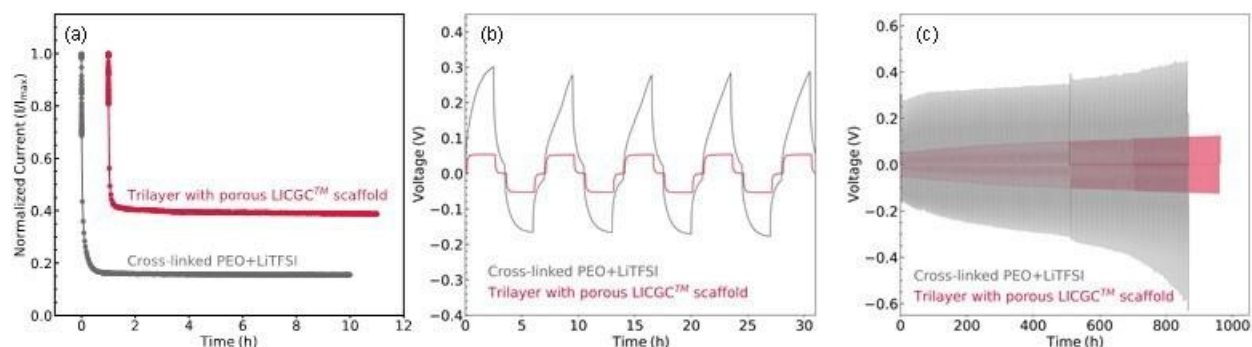 (a)
Normalized Current (I/Imax)
1.0
0.8
0.6
0.4
0.2
0.0
Trilayer with porous LICGC™ scaffold
Cross-linked PEO+LiTFSI
0 2 4 6 8 10 12
Time (h)
(b)
Voltage (V)
0.4
0.3
0.2
0.1
0.0
−0.1
−0.2
−0.3
Cross-linked PEO+LiTFSI
Trilayer with porous LICGC™ scaffold
0 5 10 15 20 25 30
Time (h)
(c)
Voltage (V)
0.6
0.4
0.2
0.0
−0.2
−0.4
−0.6
Cross-linked PEO+LiTFSI
Trilayer with porous LICGC™ scaffold
0 200 400 600 800 1000
Time (h)